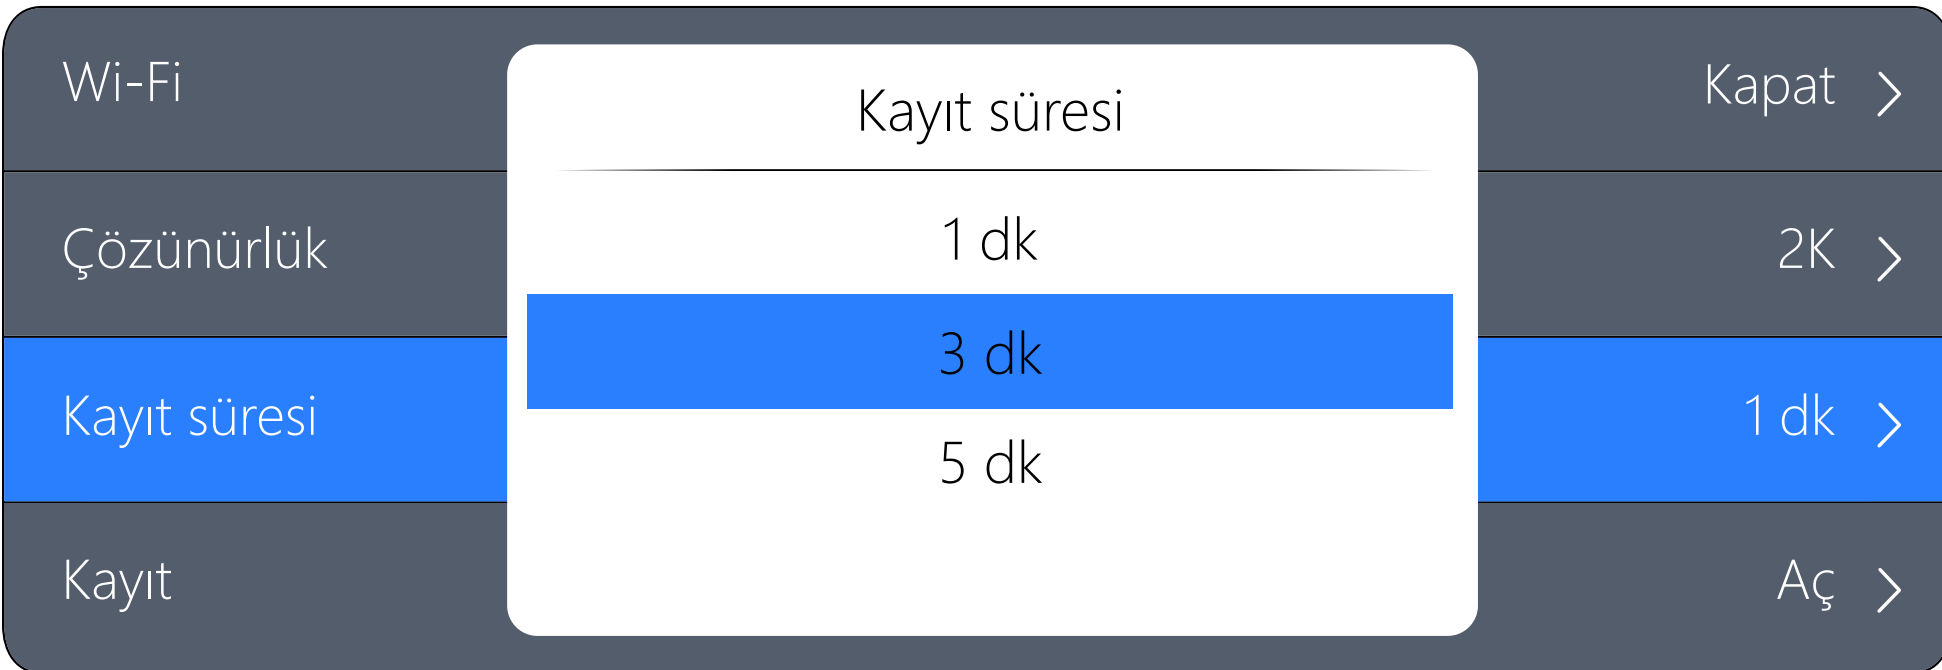 Wi-Fi
Kapat
Çözünürlük
2K
Kayıt süresi
1 dk
Kayıt
Aç
Kayıt süresi
1 dk
3 dk
5 dk